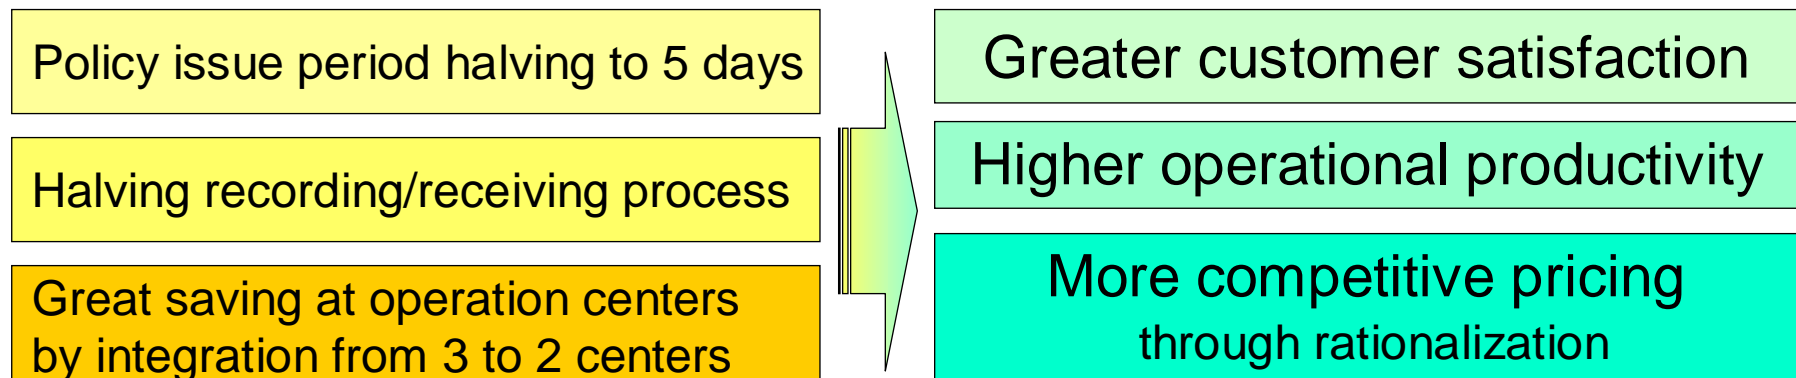 Policy issue period halving to 5 days
Halving recording/receiving process
Great saving at operation centers
by integration from 3 to 2 centers
Greater customer satisfaction
Higher operational productivity
More competitive pricing
through rationalization